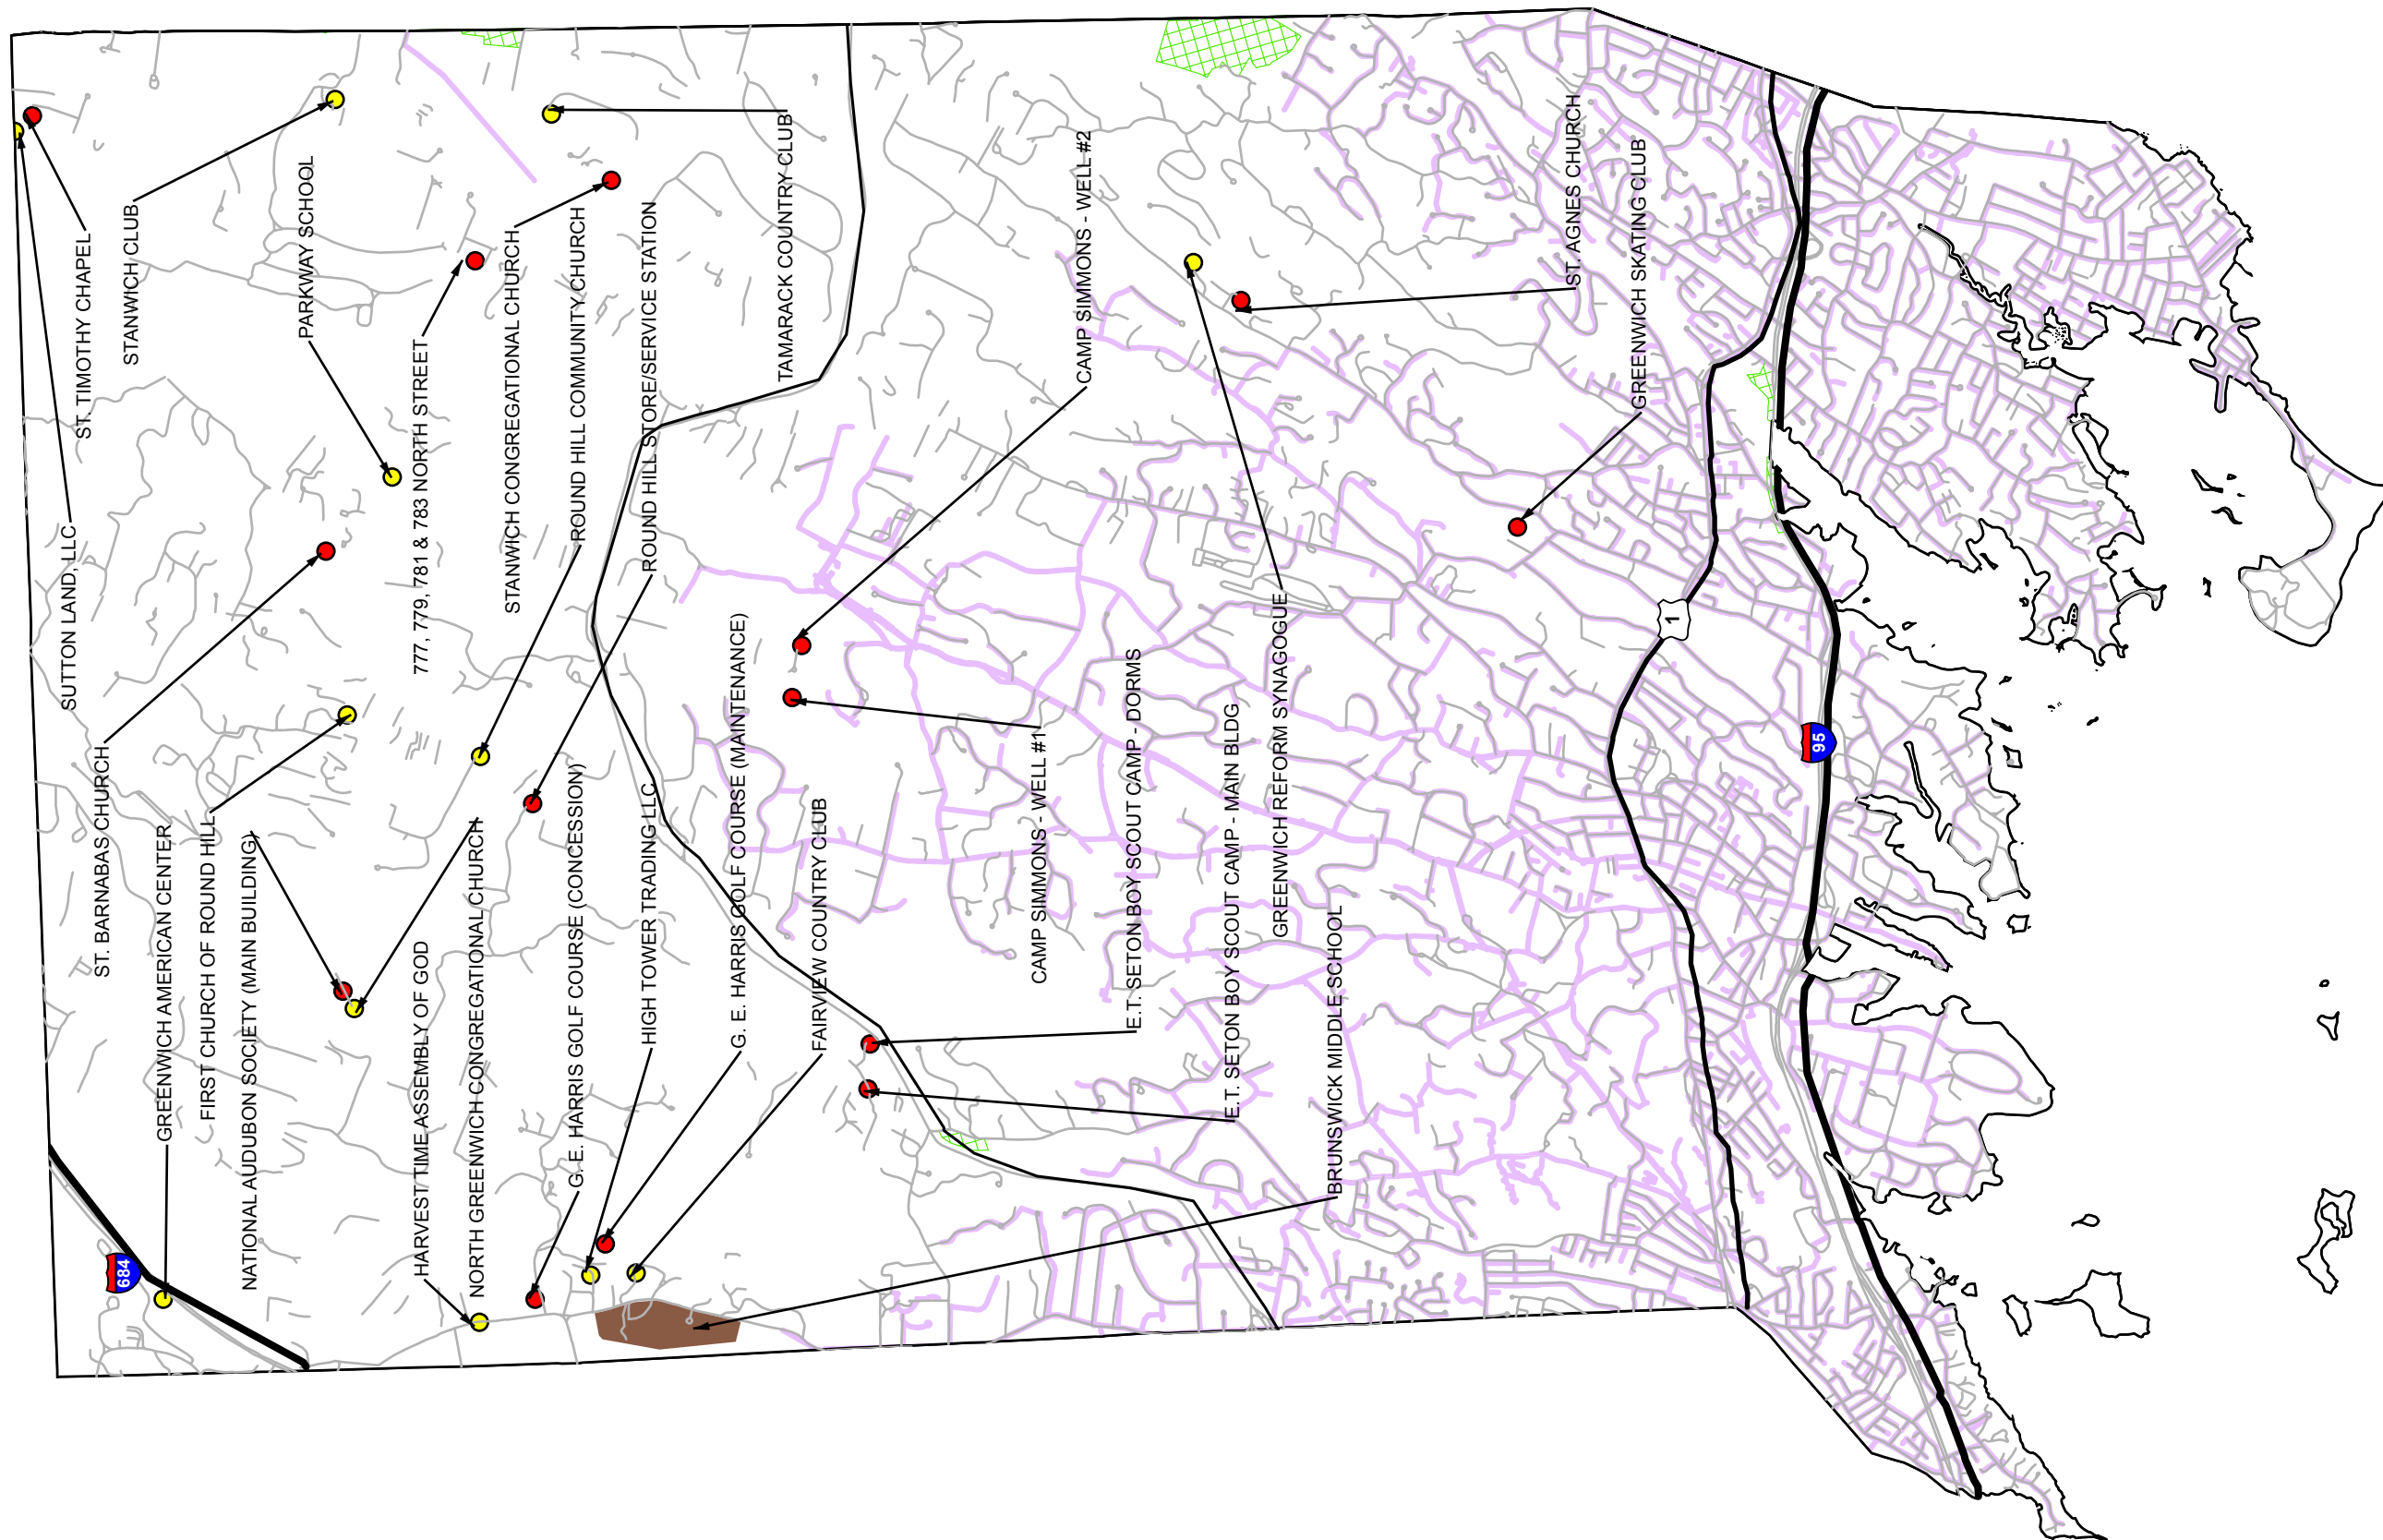 SUTTON LAND, LLC
ST. TIMOTHY CHAPEL
STANWICH CLUB
ST. BARNABAS CHURCH
GREENWICH AMERICAN CENTER
FIRST CHURCH OF ROUND HILL
NATIONAL AUDUBON SOCIETY (MAIN BUILDING)
PARKWAY SCHOOL
777, 779, 781 & 783 NORTH STREET
HARVEST TIME ASSEMBLY OF GOD
NORTH GREENWICH CONGREGATIONAL CHURCH
STANWICH CONGREGATIONAL CHURCH
ROUND HILL COMMUNITY CHURCH
G. E. HARRIS GOLF COURSE (CONCESSION)
ROUND HILL STORE/SERVICE STATION
HIGH TOWER TRADING LLC
G. E. HARRIS GOLF COURSE (MAINTENANCE)
TAMARACK COUNTRY CLUB
FAIRVIEW COUNTRY CLUB
CAMP SIMMONS - WELL #1
CAMP SIMMONS - WELL #2
E.T. SETON BOY SCOUT CAMP - DORMS
E.T. SETON BOY SCOUT CAMP - MAIN BLDG
GREENWICH REFORM SYNAGOGUE
BRUNSWICK MIDDLE SCHOOL
ST. AGNES CHURCH
GREENWICH SKATING CLUB
684
1
95